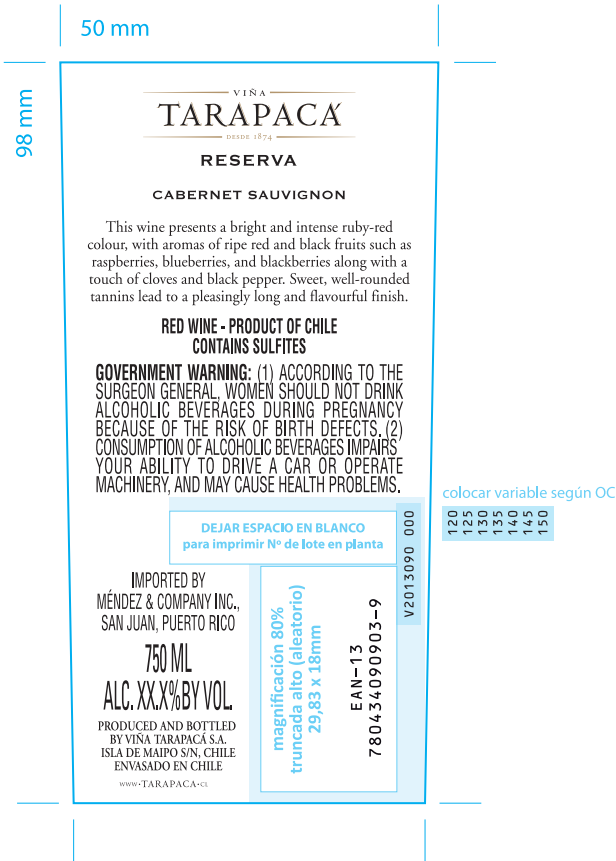 50 mm
98 mm
VIÑA
TARAPACÁ
DESDE 1874
RESERVA
CABERNET SAUVIGNON
This wine presents a bright and intense ruby-red
colour, with aromas of ripe red and black fruits such as
raspberries, blueberries, and blackberries along with a
touch of cloves and black pepper. Sweet, well-rounded
tannins lead to a pleasingly long and flavourful finish.
RED WINE - PRODUCT OF CHILE
CONTAINS SULFITES
GOVERNMENT WARNING: (1) ACCORDING TO THE
SURGEON GENERAL, WOMEN SHOULD NOT DRINK
ALCOHOLIC BEVERAGES DURING PREGNANCY
BECAUSE OF THE RISK OF BIRTH DEFECTS. (2)
CONSUMPTION OF ALCOHOLIC BEVERAGES IMPAIRS
YOUR ABILITY TO DRIVE A CAR OR OPERATE
MACHINERY, AND MAY CAUSE HEALTH PROBLEMS.
colocar variable según OC
120
125
130
135
140
145
150
V2013090 000
DEJAR ESPACIO EN BLANCO
para imprimir Nº de lote en planta
IMPORTED BY
MÉNDEZ & COMPANY INC.,
SAN JUAN, PUERTO RICO
750 ML
ALC. XX.X% BY VOL.
PRODUCED AND BOTTLED
BY VIÑA TARAPACÁ S.A.
ISLA DE MAIPO S/N, CHILE
ENVASADO EN CHILE
WWW·TARAPACA·CL
magnificación 80%
truncada alto (aleatorio)
29,83 x 18mm
EAN-13
780434090903-9